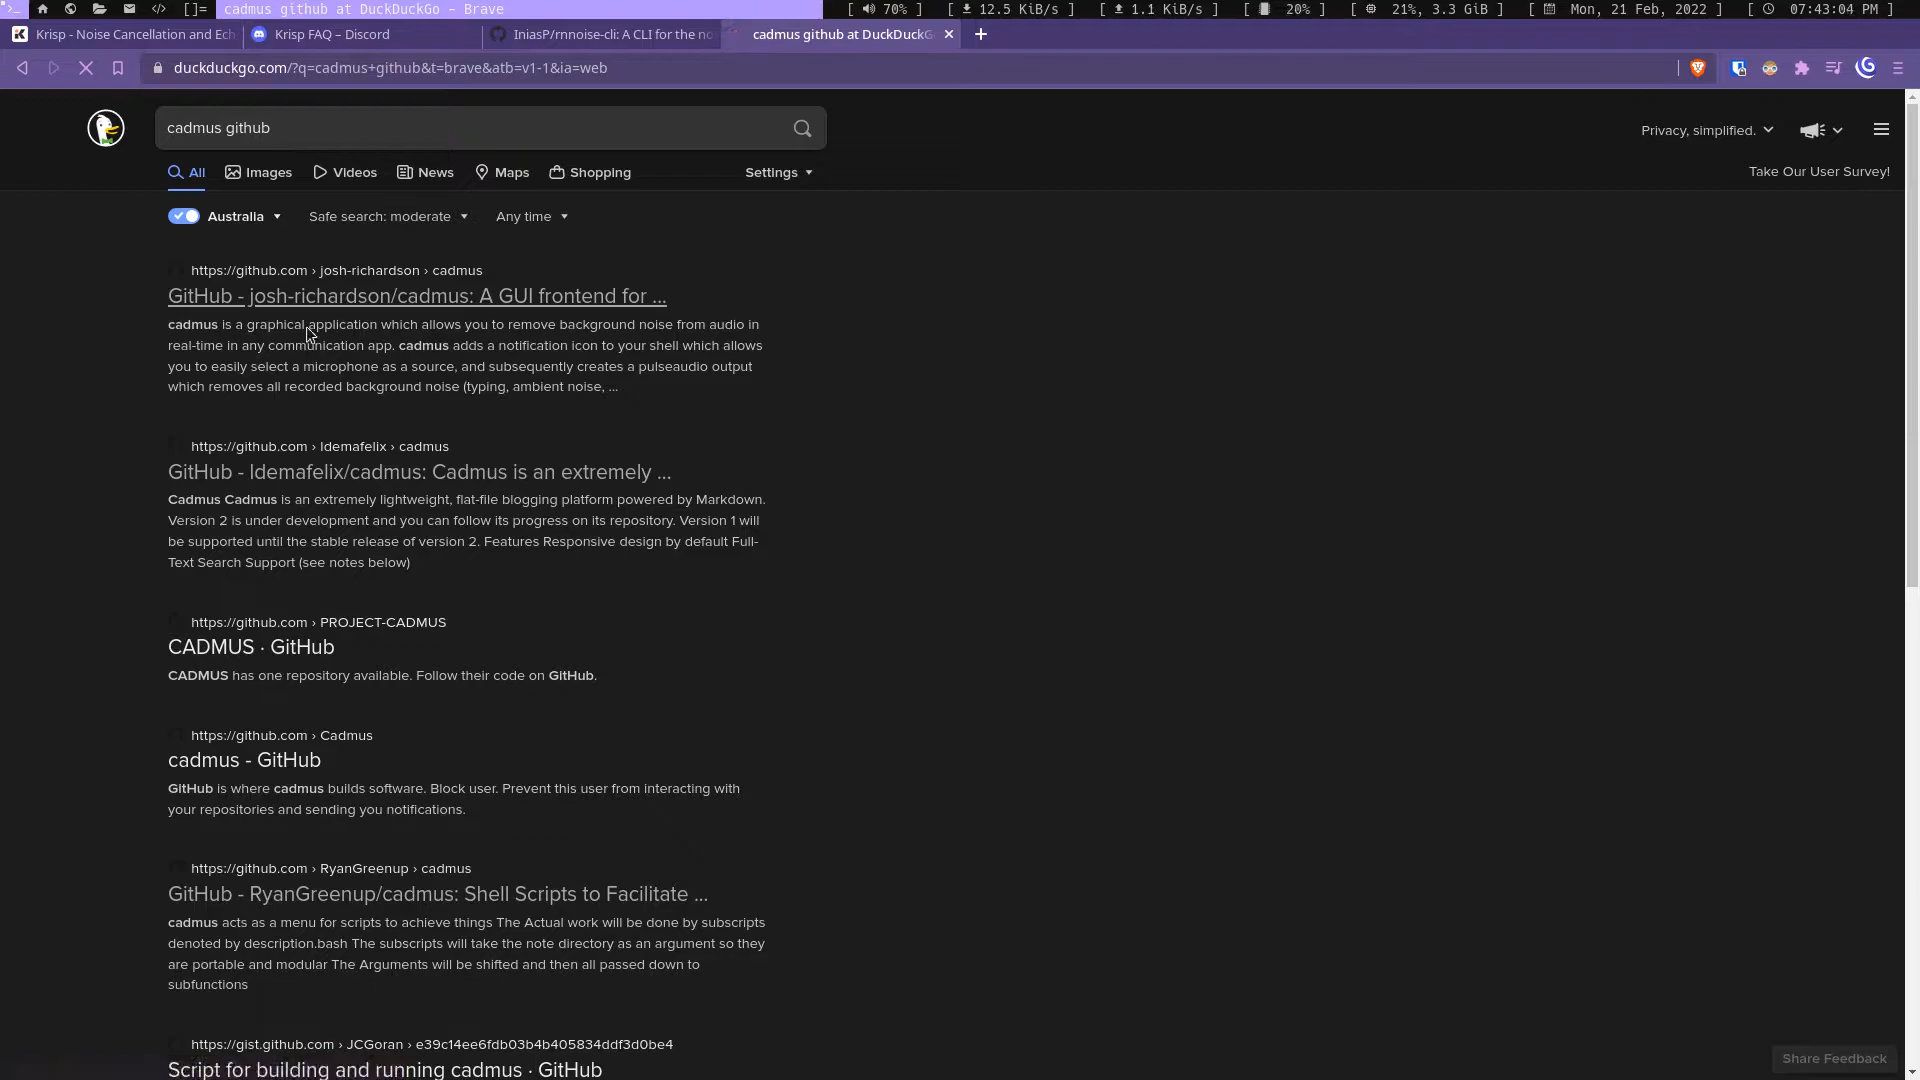 []=
cadmus github at DuckDuckGo – Brave
[ 70% ]
[ 12.5 KiB/s ]
[ 1.1 KiB/s ]
[ 20% ]
[ 21%, 3.3 GiB ]
[ Mon, 21 Feb, 2022 ]
[ 07:43:04 PM ]
Krisp - Noise Cancellation and Ech
Krisp FAQ – Discord
IniasP/rnnoise-cli: A CLI for the no
cadmus github at DuckDuckG
duckduckgo.com/?q=cadmus+github&t=brave&atb=v1-1&ia=web
cadmus github
Privacy, simplified.
All
Images
Videos
News
Maps
Shopping
Settings
Take Our User Survey!
Australia
Safe search: moderate
Any time
https://github.com › josh-richardson › cadmus
GitHub - josh-richardson/cadmus: A GUI frontend for ...
cadmus is a graphical application which allows you to remove background noise from audio in
real-time in any communication app. cadmus adds a notification icon to your shell which allows
you to easily select a microphone as a source, and subsequently creates a pulseaudio output
which removes all recorded background noise (typing, ambient noise, ...
https://github.com › Idemafelix › cadmus
GitHub - Idemafelix/cadmus: Cadmus is an extremely ...
Cadmus Cadmus is an extremely lightweight, flat-file blogging platform powered by Markdown.
Version 2 is under development and you can follow its progress on its repository. Version 1 will
be supported until the stable release of version 2. Features Responsive design by default Full-
Text Search Support (see notes below)
https://github.com › PROJECT-CADMUS
CADMUS · GitHub
CADMUS has one repository available. Follow their code on GitHub.
https://github.com › Cadmus
cadmus - GitHub
GitHub is where cadmus builds software. Block user. Prevent this user from interacting with
your repositories and sending you notifications.
https://github.com › RyanGreenup › cadmus
GitHub - RyanGreenup/cadmus: Shell Scripts to Facilitate ...
cadmus acts as a menu for scripts to achieve things The Actual work will be done by subscripts
denoted by description.bash The subscripts will take the note directory as an argument so they
are portable and modular The Arguments will be shifted and then all passed down to
subfunctions
https://gist.github.com › JCGoran › e39c14ee6fdb03b4b405834ddf3d0be4
Script for building and running cadmus · GitHub
Share Feedback